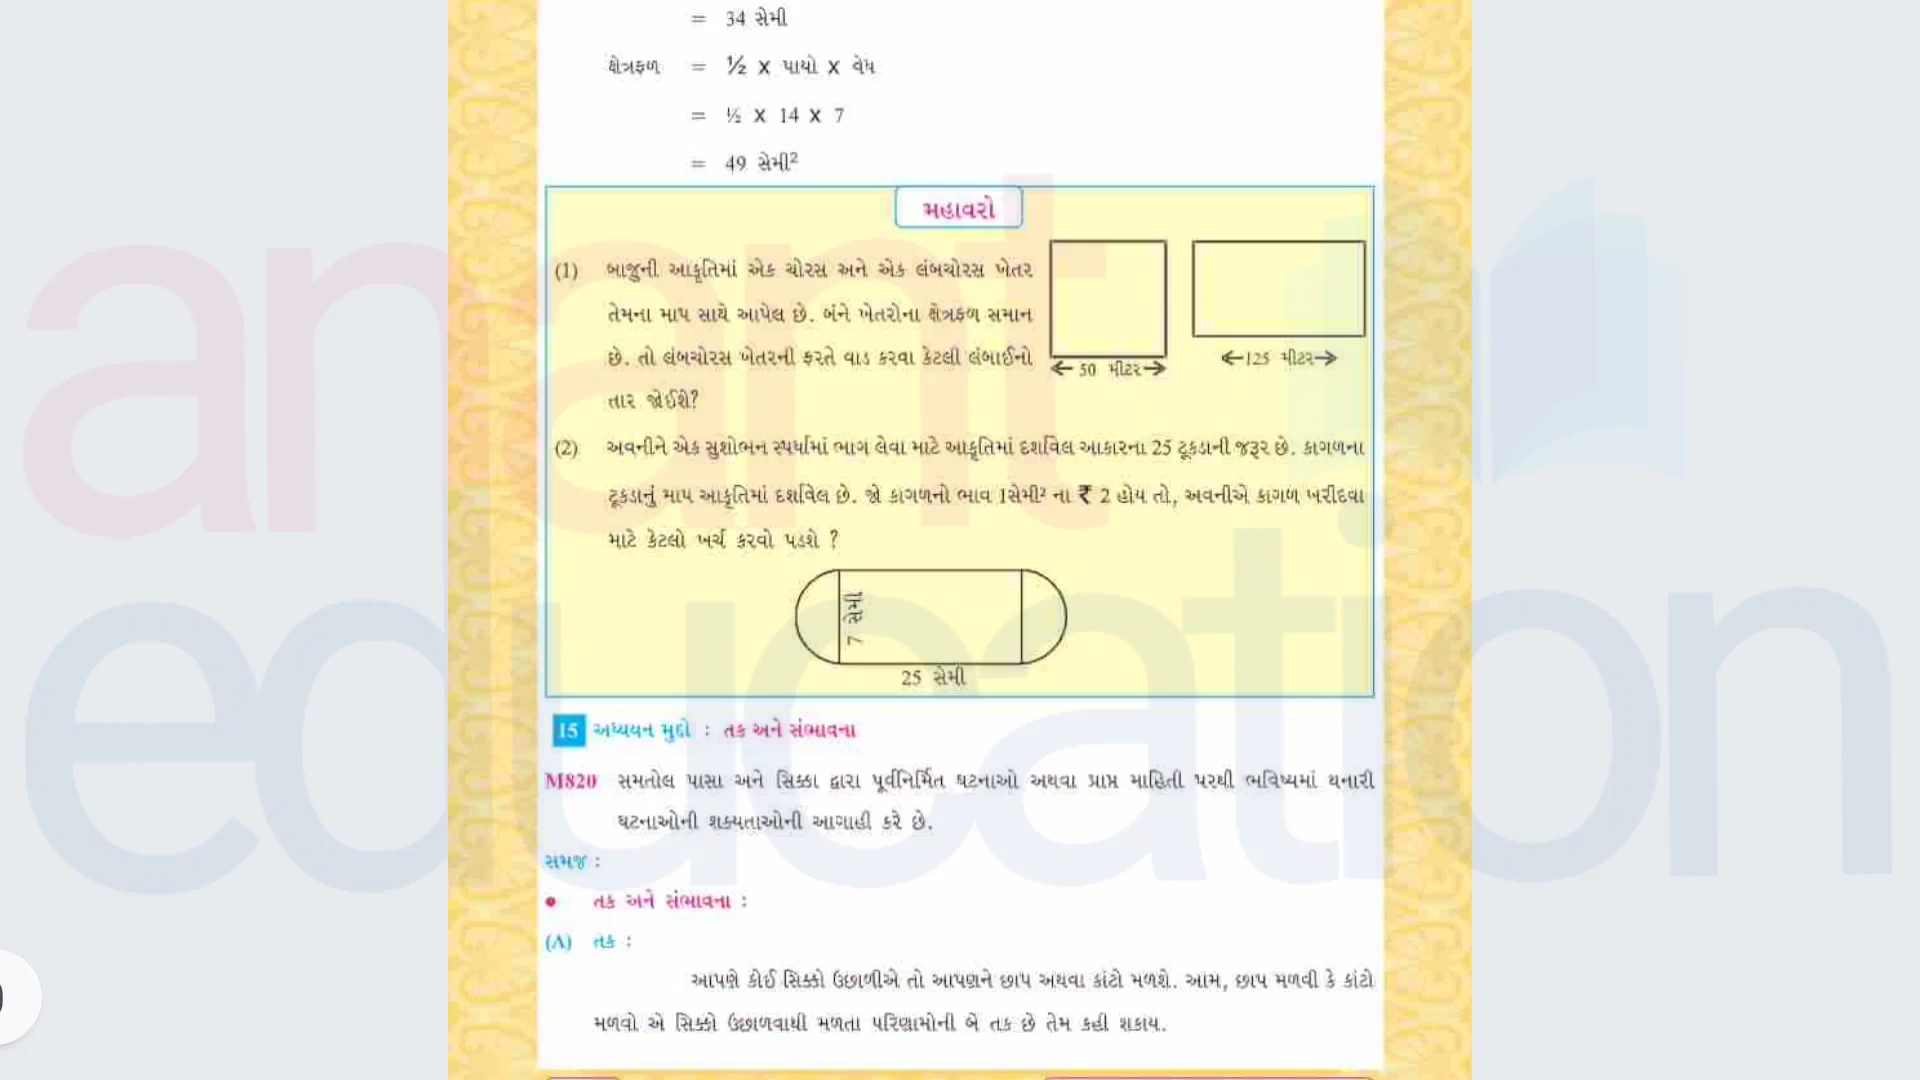 = 34 સેમી
ક્ષેત્રફળ = ½ X પાયો X વેધ
= ½ X 14 X 7
= 49 સેમી²
મહાવરો
(1) બાજુની આકૃતિમાં એક ચોરસ અને એક લંબચોરસ ખેતર
તેમના માપ સાથે આપેલ છે. બંને ખેતરોના ક્ષેત્રફળ સમાન
છે. તો લંબચોરસ ખેતરની ફરતે વાડ કરવા કેટલી લંબાઈનો
તાર જોઈશે?
50 મીટર
125 મીટર
(2) અવનીને એક સુશોભન સ્પર્ધામાં ભાગ લેવા માટે આકૃતિમાં દર્શાવેલ આકારના 25 ટૂકડાની જરૂર છે. કાગળના
ટૂકડાનું માપ આકૃતિમાં દર્શાવેલ છે. જો કાગળનો ભાવ 1સેમી² ના ₹ 2 હોય તો, અવનીએ કાગળ ખરીદવા
માટે કેટલો ખર્ચ કરવો પડશે ?
7 સેમી
25 સેમી
15 અધ્યયન મુદ્દો : તક અને સંભાવના
M820 સમતોલ પાસા અને સિક્કા દ્વારા પૂર્વનિર્મિત ઘટનાઓ અથવા પ્રાપ્ત માહિતી પરથી ભવિષ્યમાં થનારી
ઘટનાઓની શક્યતાઓની આગાહી કરે છે.
સમજ :
• તક અને સંભાવના :
(A) તક :
આપણે કોઈ સિક્કો ઉછાળીએ તો આપણને છાપ અથવા કાંટો મળશે. આમ, છાપ મળવી કે કાંટો
મળવો એ સિક્કો ઉછાળવાથી મળતા પરિણામોની બે તક છે તેમ કહી શકાય.
anant
education